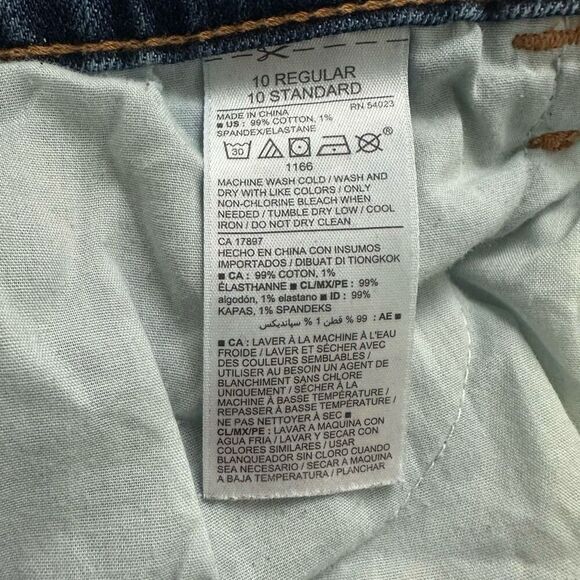 10 REGULAR
10 STANDARD
MADE IN CHINA RN 54023
■ US : 99% COTTON, 1%
SPANDEX/ELASTANE
30
1166
MACHINE WASH COLD / WASH AND
DRY WITH LIKE COLORS / ONLY
NON-CHLORINE BLEACH WHEN
NEEDED / TUMBLE DRY LOW / COOL
IRON / DO NOT DRY CLEAN
CA 17897
HECHO EN CHINA CON INSUMOS
IMPORTADOS / DIBUAT DI TIONGKOK
■ CA : 99% COTON, 1%
ÉLASTHANNE ■ CL/MX/PE : 99%
algodón, 1% elastano ■ ID : 99%
KAPAS, 1% SPANDEKS
■ AE : 99 % قطن 1 % سپاندیکس
■ CA : LAVER À LA MACHINE À L'EAU
FROIDE / LAVER ET SÉCHER AVEC
DES COULEURS SEMBLABLES /
UTILISER AU BESOIN UN AGENT DE
BLANCHIMENT SANS CHLORE
UNIQUEMENT / SÉCHER À LA
MACHINE À BASSE TEMPÉRATURE /
REPASSER À BASSE TEMPÉRATURE /
NE PAS NETTOYER À SEC ■
CL/MX/PE : LAVAR A MAQUINA CON
AGUA FRIA / LAVAR Y SECAR CON
COLORES SIMILARES / USAR
BLANQUEADOR SIN CLORO CUANDO
SEA NECESARIO / SECAR A MAQUINA
A BAJA TEMPERATURA / PLANCHAR